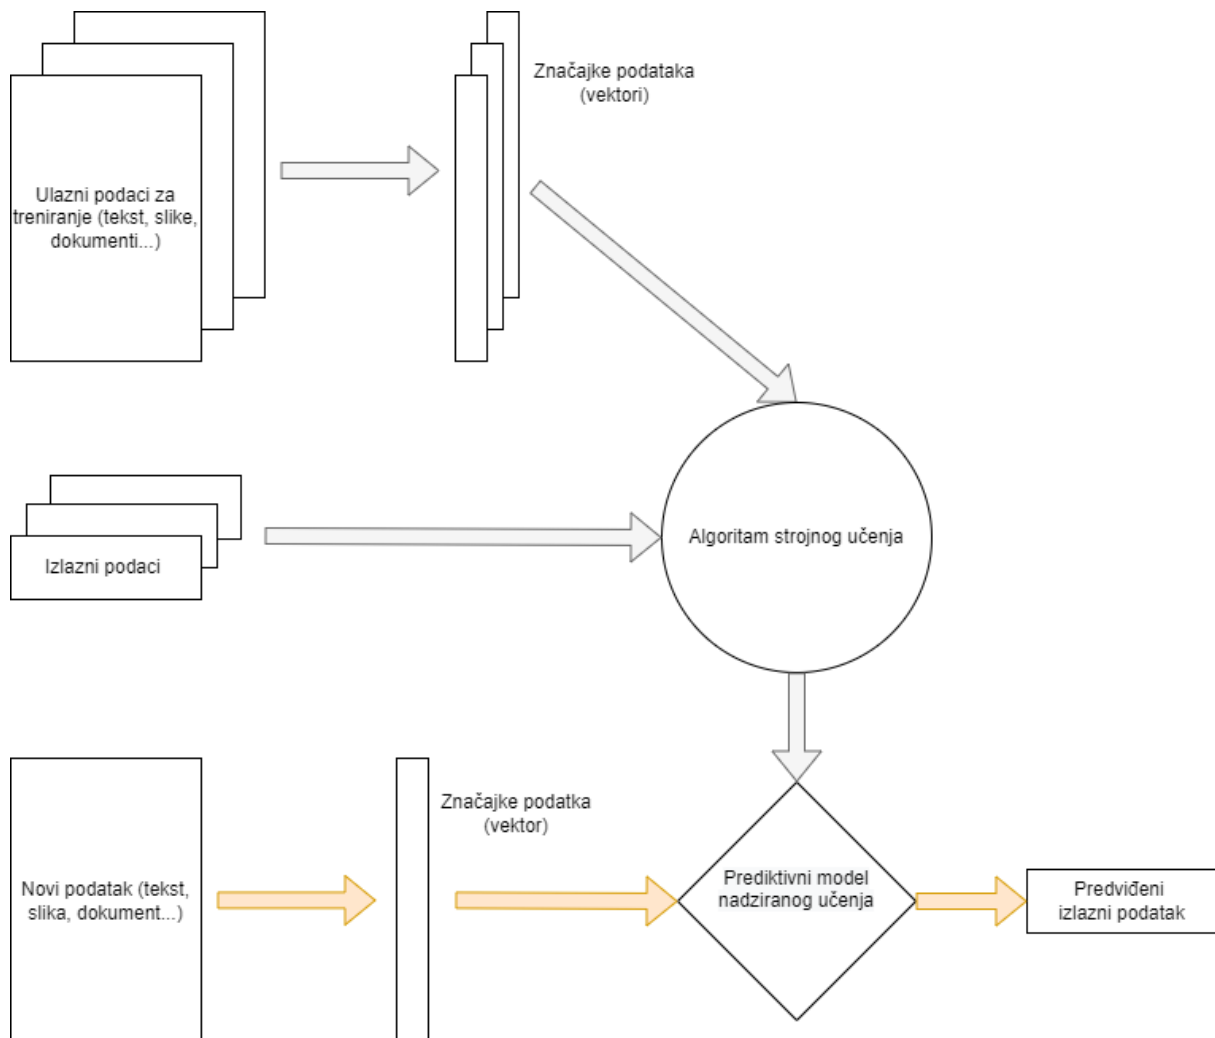 Značajke podataka
(vektori)
Ulazni podaci za
treniranje (tekst, slike,
dokumenti...)
Algoritam strojnog učenja
Izlazni podaci
Značajke podatka
(vektor)
Novi podatak (tekst,
slika, dokument...)
Prediktivni model
nadziranog učenja
Predviđeni
izlazni podatak